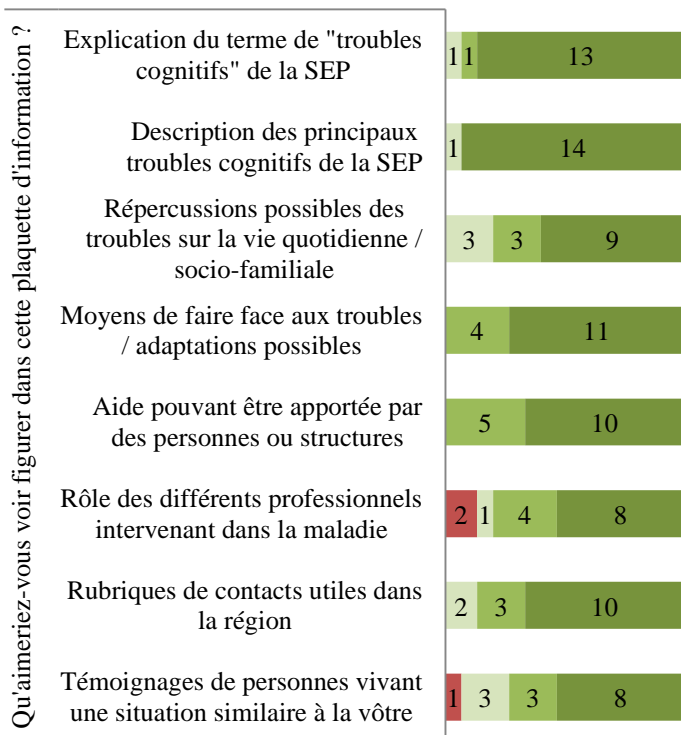 Qu'aimeriez-vous voir figurer dans cette plaquette d'information ?
Explication du terme de "troubles
cognitifs" de la SEP
1 1 13
Description des principaux
troubles cognitifs de la SEP
1 14
Répercussions possibles des
troubles sur la vie quotidienne /
socio-familiale
3 3 9
Moyens de faire face aux troubles
/ adaptations possibles
4 11
Aide pouvant être apportée par
des personnes ou structures
5 10
Rôle des différents professionnels
intervenant dans la maladie
2 1 4 8
Rubriques de contacts utiles dans
la région
2 3 10
Témoignages de personnes vivant
une situation similaire à la vôtre
1 3 3 8